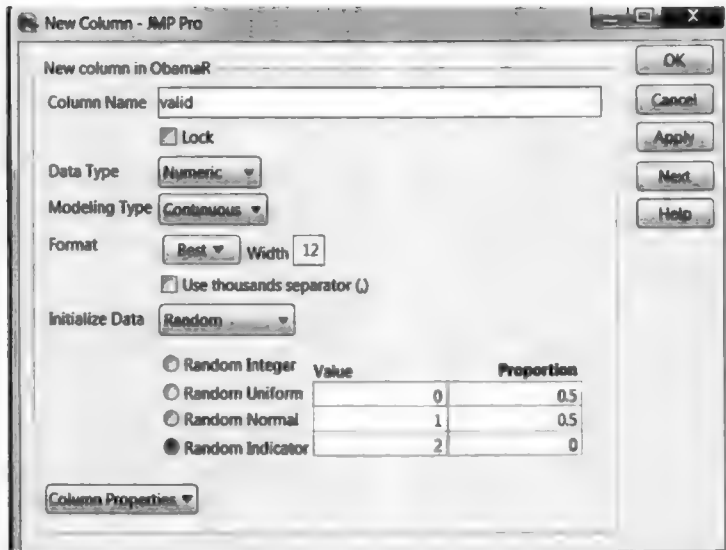 New Column - JMP Pro
X
New column in ObamaR
OK
Column Name valid
Cancel
Lock
Apply
Data Type Numeric
Next
Modeling Type Continuous
Help
Format Best Width 12
Use thousands separator (,)
Initialize Data Random
Random Integer Value Proportion
Random Uniform 0 0.5
Random Normal 1 0.5
Random Indicator 2 0
Column Properties